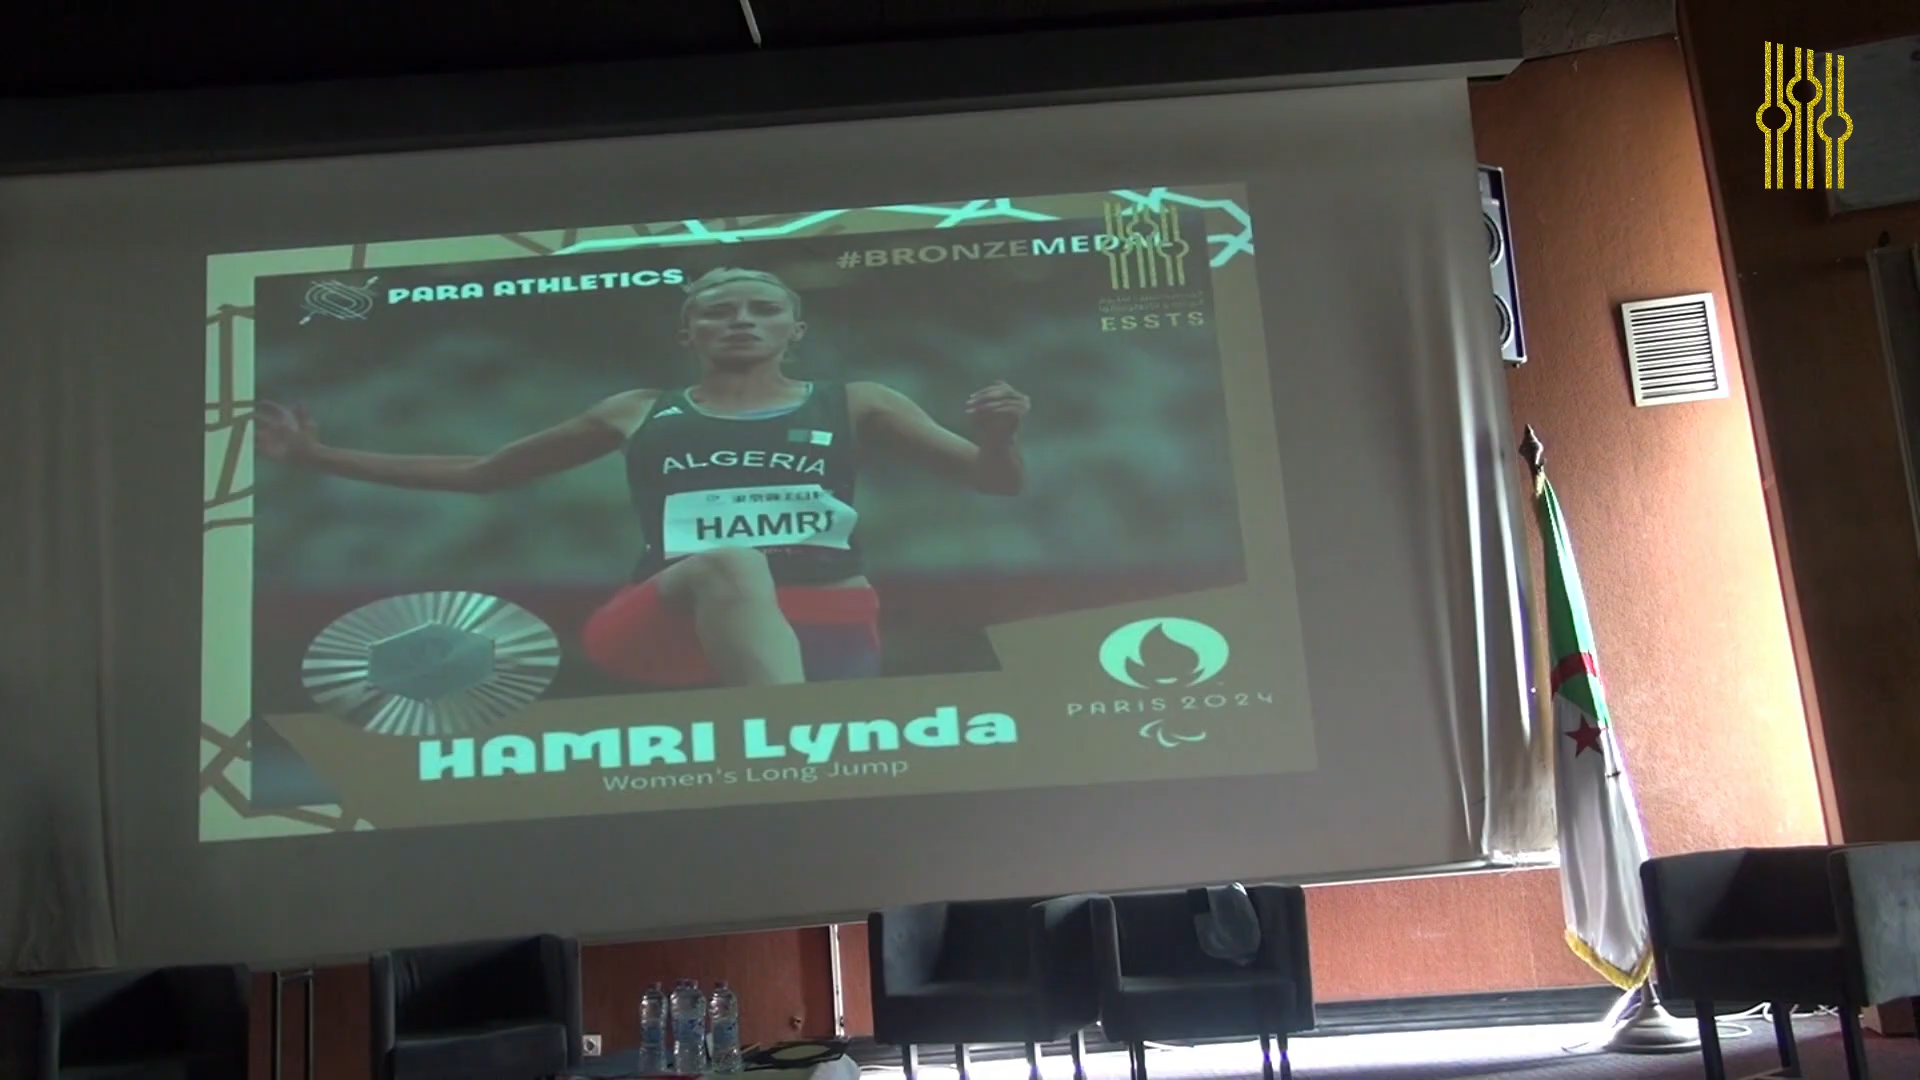 PARA ATHLETICS
#BRONZEMEDAL
ESSTS
ALGERIA
HAMRI
HAMRI Lynda
Women's Long Jump
PARIS 2024